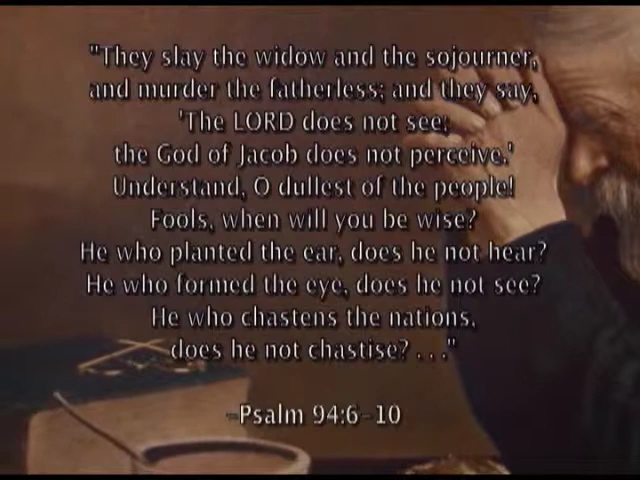 "They slay the widow and the sojourner,
and murder the fatherless; and they say,
'The LORD does not see;
the God of Jacob does not perceive.'
Understand, O dullest of the people!
Fools, when will you be wise?
He who planted the ear, does he not hear?
He who formed the eye, does he not see?
He who chastens the nations,
does he not chastise? . . ."
-Psalm 94:6-10